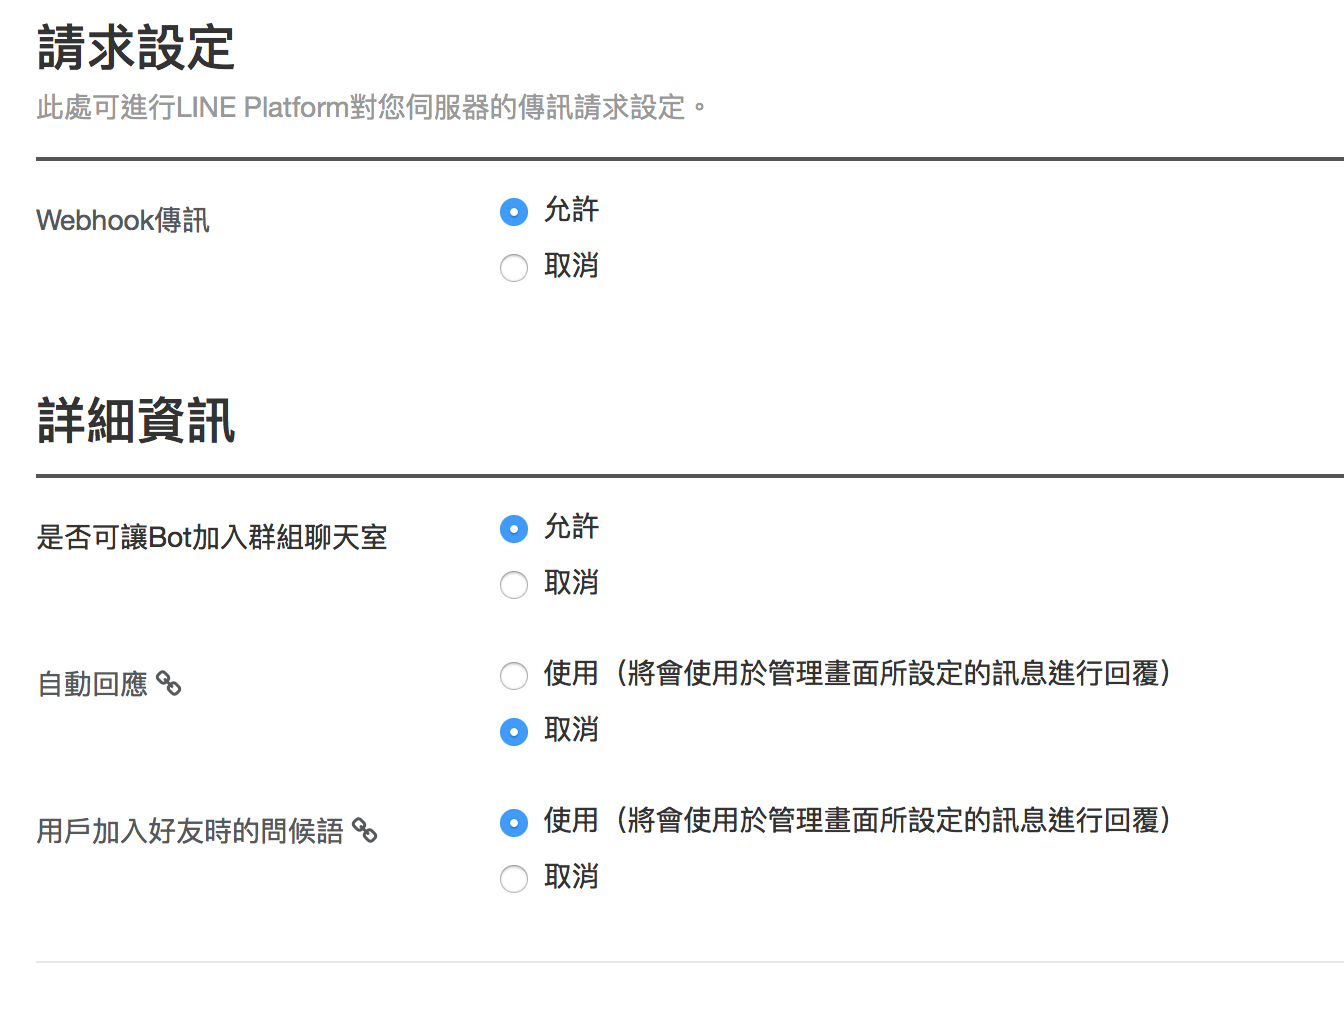 請求設定
此處可進行LINE Platform對您伺服器的傳訊請求設定。
Webhook傳訊
允許
取消
詳細資訊
是否可讓Bot加入群組聊天室
允許
取消
自動回應
使用（將會使用於管理畫面所設定的訊息進行回覆）
取消
用戶加入好友時的問候語
使用（將會使用於管理畫面所設定的訊息進行回覆）
取消